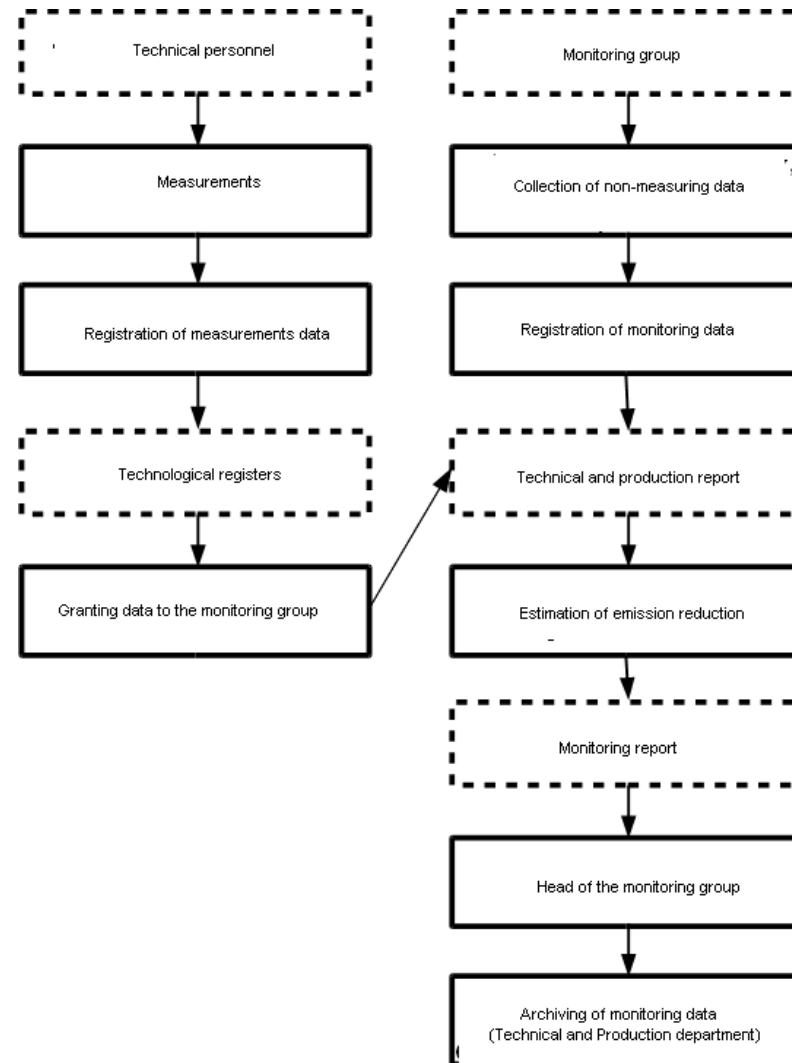 Technical personnel
Measurements
Registration of measurements data
Technological registers
Granting data to the monitoring group
Monitoring group
Collection of non-measuring data
Registration of monitoring data
Technical and production report
Estimation of emission reduction
Monitoring report
Head of the monitoring group
Archiving of monitoring data
(Technical and Production department)